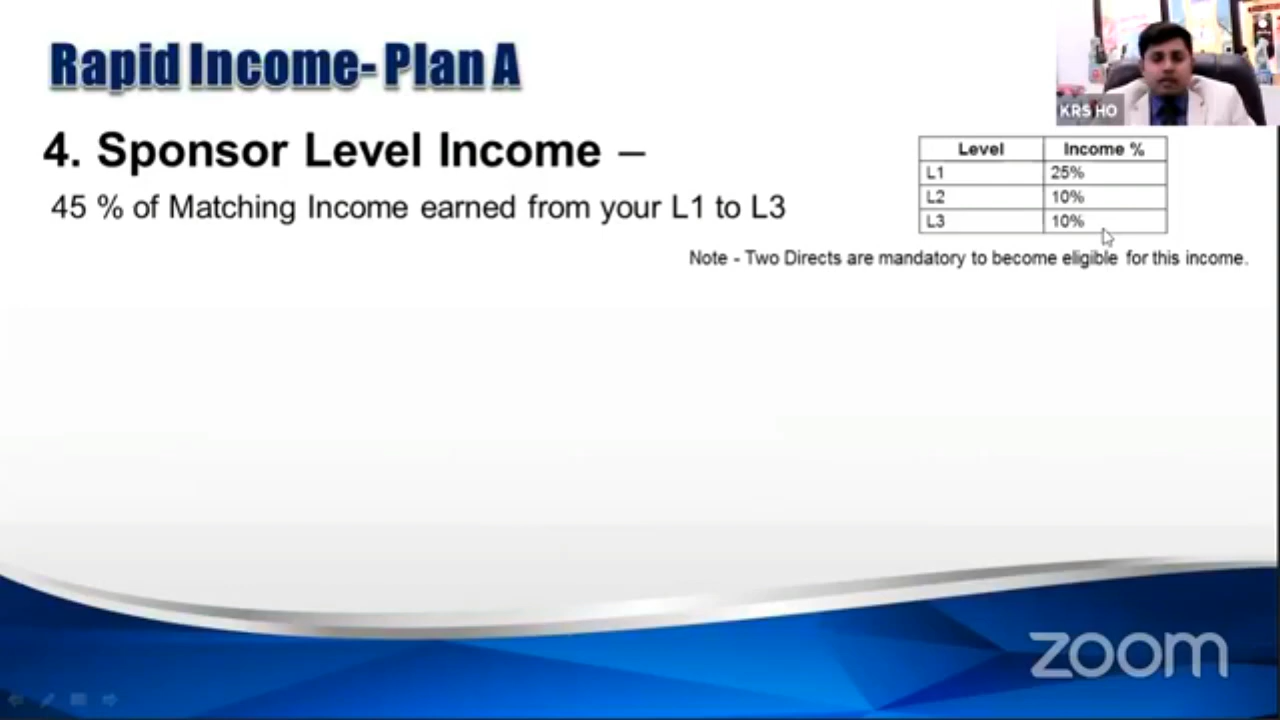 Rapid Income- Plan A
KRS HO
4. Sponsor Level Income –
45 % of Matching Income earned from your L1 to L3
Level Income %
L1 25%
L2 10%
L3 10%
Note - Two Directs are mandatory to become eligible for this income.
zoom